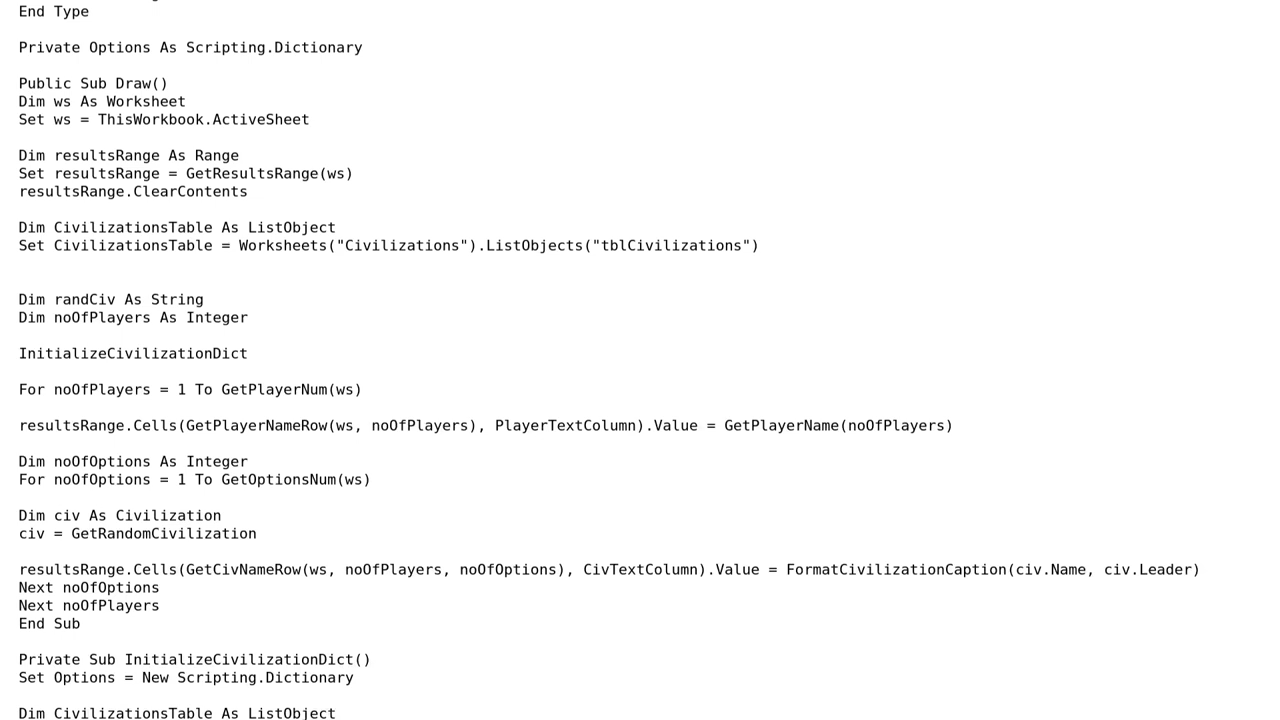 End Type
Private Options As Scripting.Dictionary
Public Sub Draw()
Dim ws As Worksheet
Set ws = ThisWorkbook.ActiveSheet
Dim resultsRange As Range
Set resultsRange = GetResultsRange(ws)
resultsRange.ClearContents
Dim CivilizationsTable As ListObject
Set CivilizationsTable = Worksheets("Civilizations").ListObjects("tblCivilizations")
Dim randCiv As String
Dim noOfPlayers As Integer
InitializeCivilizationDict
For noOfPlayers = 1 To GetPlayerNum(ws)
resultsRange.Cells(GetPlayerNameRow(ws, noOfPlayers), PlayerTextColumn).Value = GetPlayerName(noOfPlayers)
Dim noOfOptions As Integer
For noOfOptions = 1 To GetOptionsNum(ws)
Dim civ As Civilization
civ = GetRandomCivilization
resultsRange.Cells(GetCivNameRow(ws, noOfPlayers, noOfOptions), CivTextColumn).Value = FormatCivilizationCaption(civ.Name, civ.Leader)
Next noOfOptions
Next noOfPlayers
End Sub
Private Sub InitializeCivilizationDict()
Set Options = New Scripting.Dictionary
Dim CivilizationsTable As ListObject